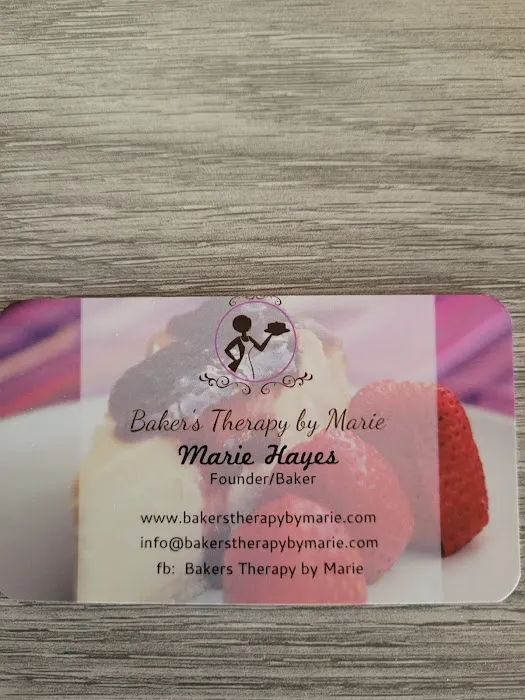 Baker's Therapy by Marie
Marie Hayes
Founder/Baker
www.bakerstherapybymarie.com
info@bakerstherapybymarie.com
fb: Bakers Therapy by Marie